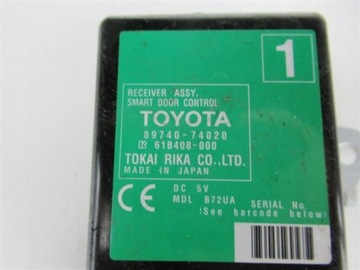 1
RECEIVER ASSY.
SMART DOOR CONTROL
TOYOTA
89740-74020
61B408-000
TOKAI RIKA CO.,LTD.
MADE IN JAPAN
CE
DC 5V
MDL B72UA SERIAL No.
(See barcode below)